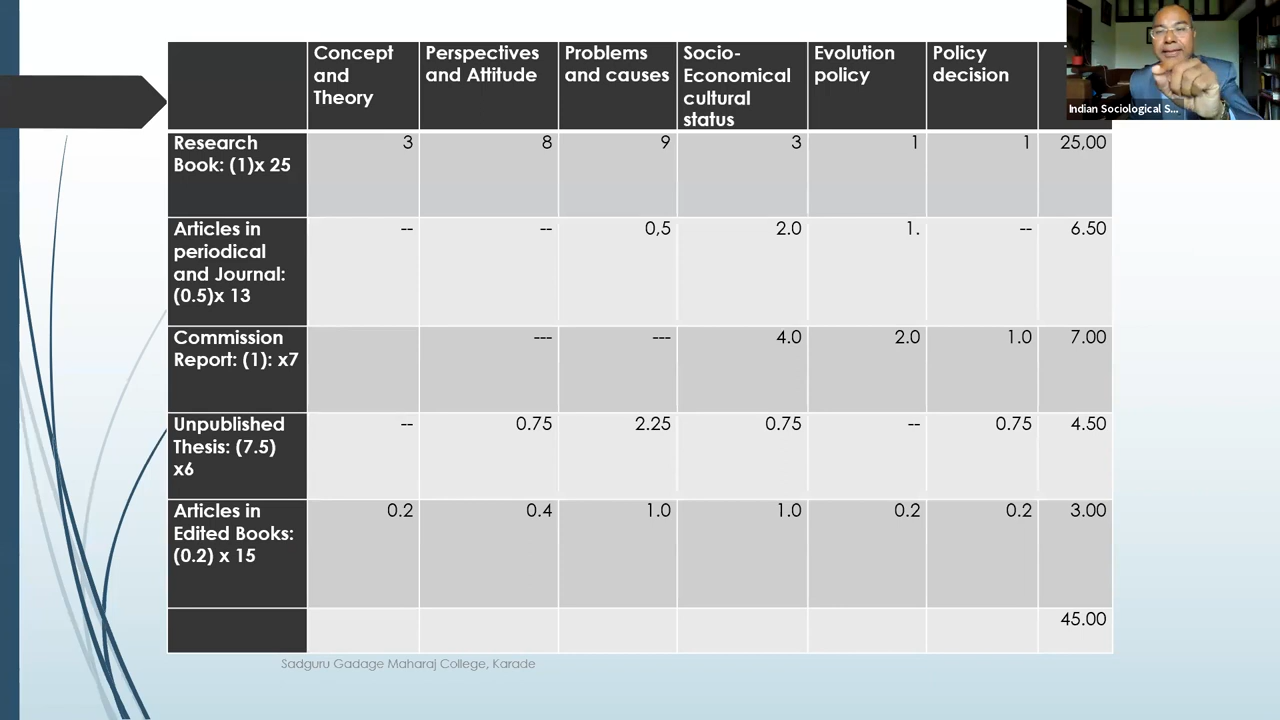 Concept
and
Theory
Perspectives
and Attitude
Problems
and causes
Socio-
Economical
cultural
status
Evolution
policy
Policy
decision
Indian Sociological S...
Research
Book: (1)x 25
3
8
9
3
1
1
25,00
Articles in
periodical
and Journal:
(0.5)x 13
--
--
0,5
2.0
1.
--
6.50
Commission
Report: (1): x7
---
---
4.0
2.0
1.0
7.00
Unpublished
Thesis: (7.5)
x6
--
0.75
2.25
0.75
--
0.75
4.50
Articles in
Edited Books:
(0.2) x 15
0.2
0.4
1.0
1.0
0.2
0.2
3.00
45.00
Sadguru Gadage Maharaj College, Karade